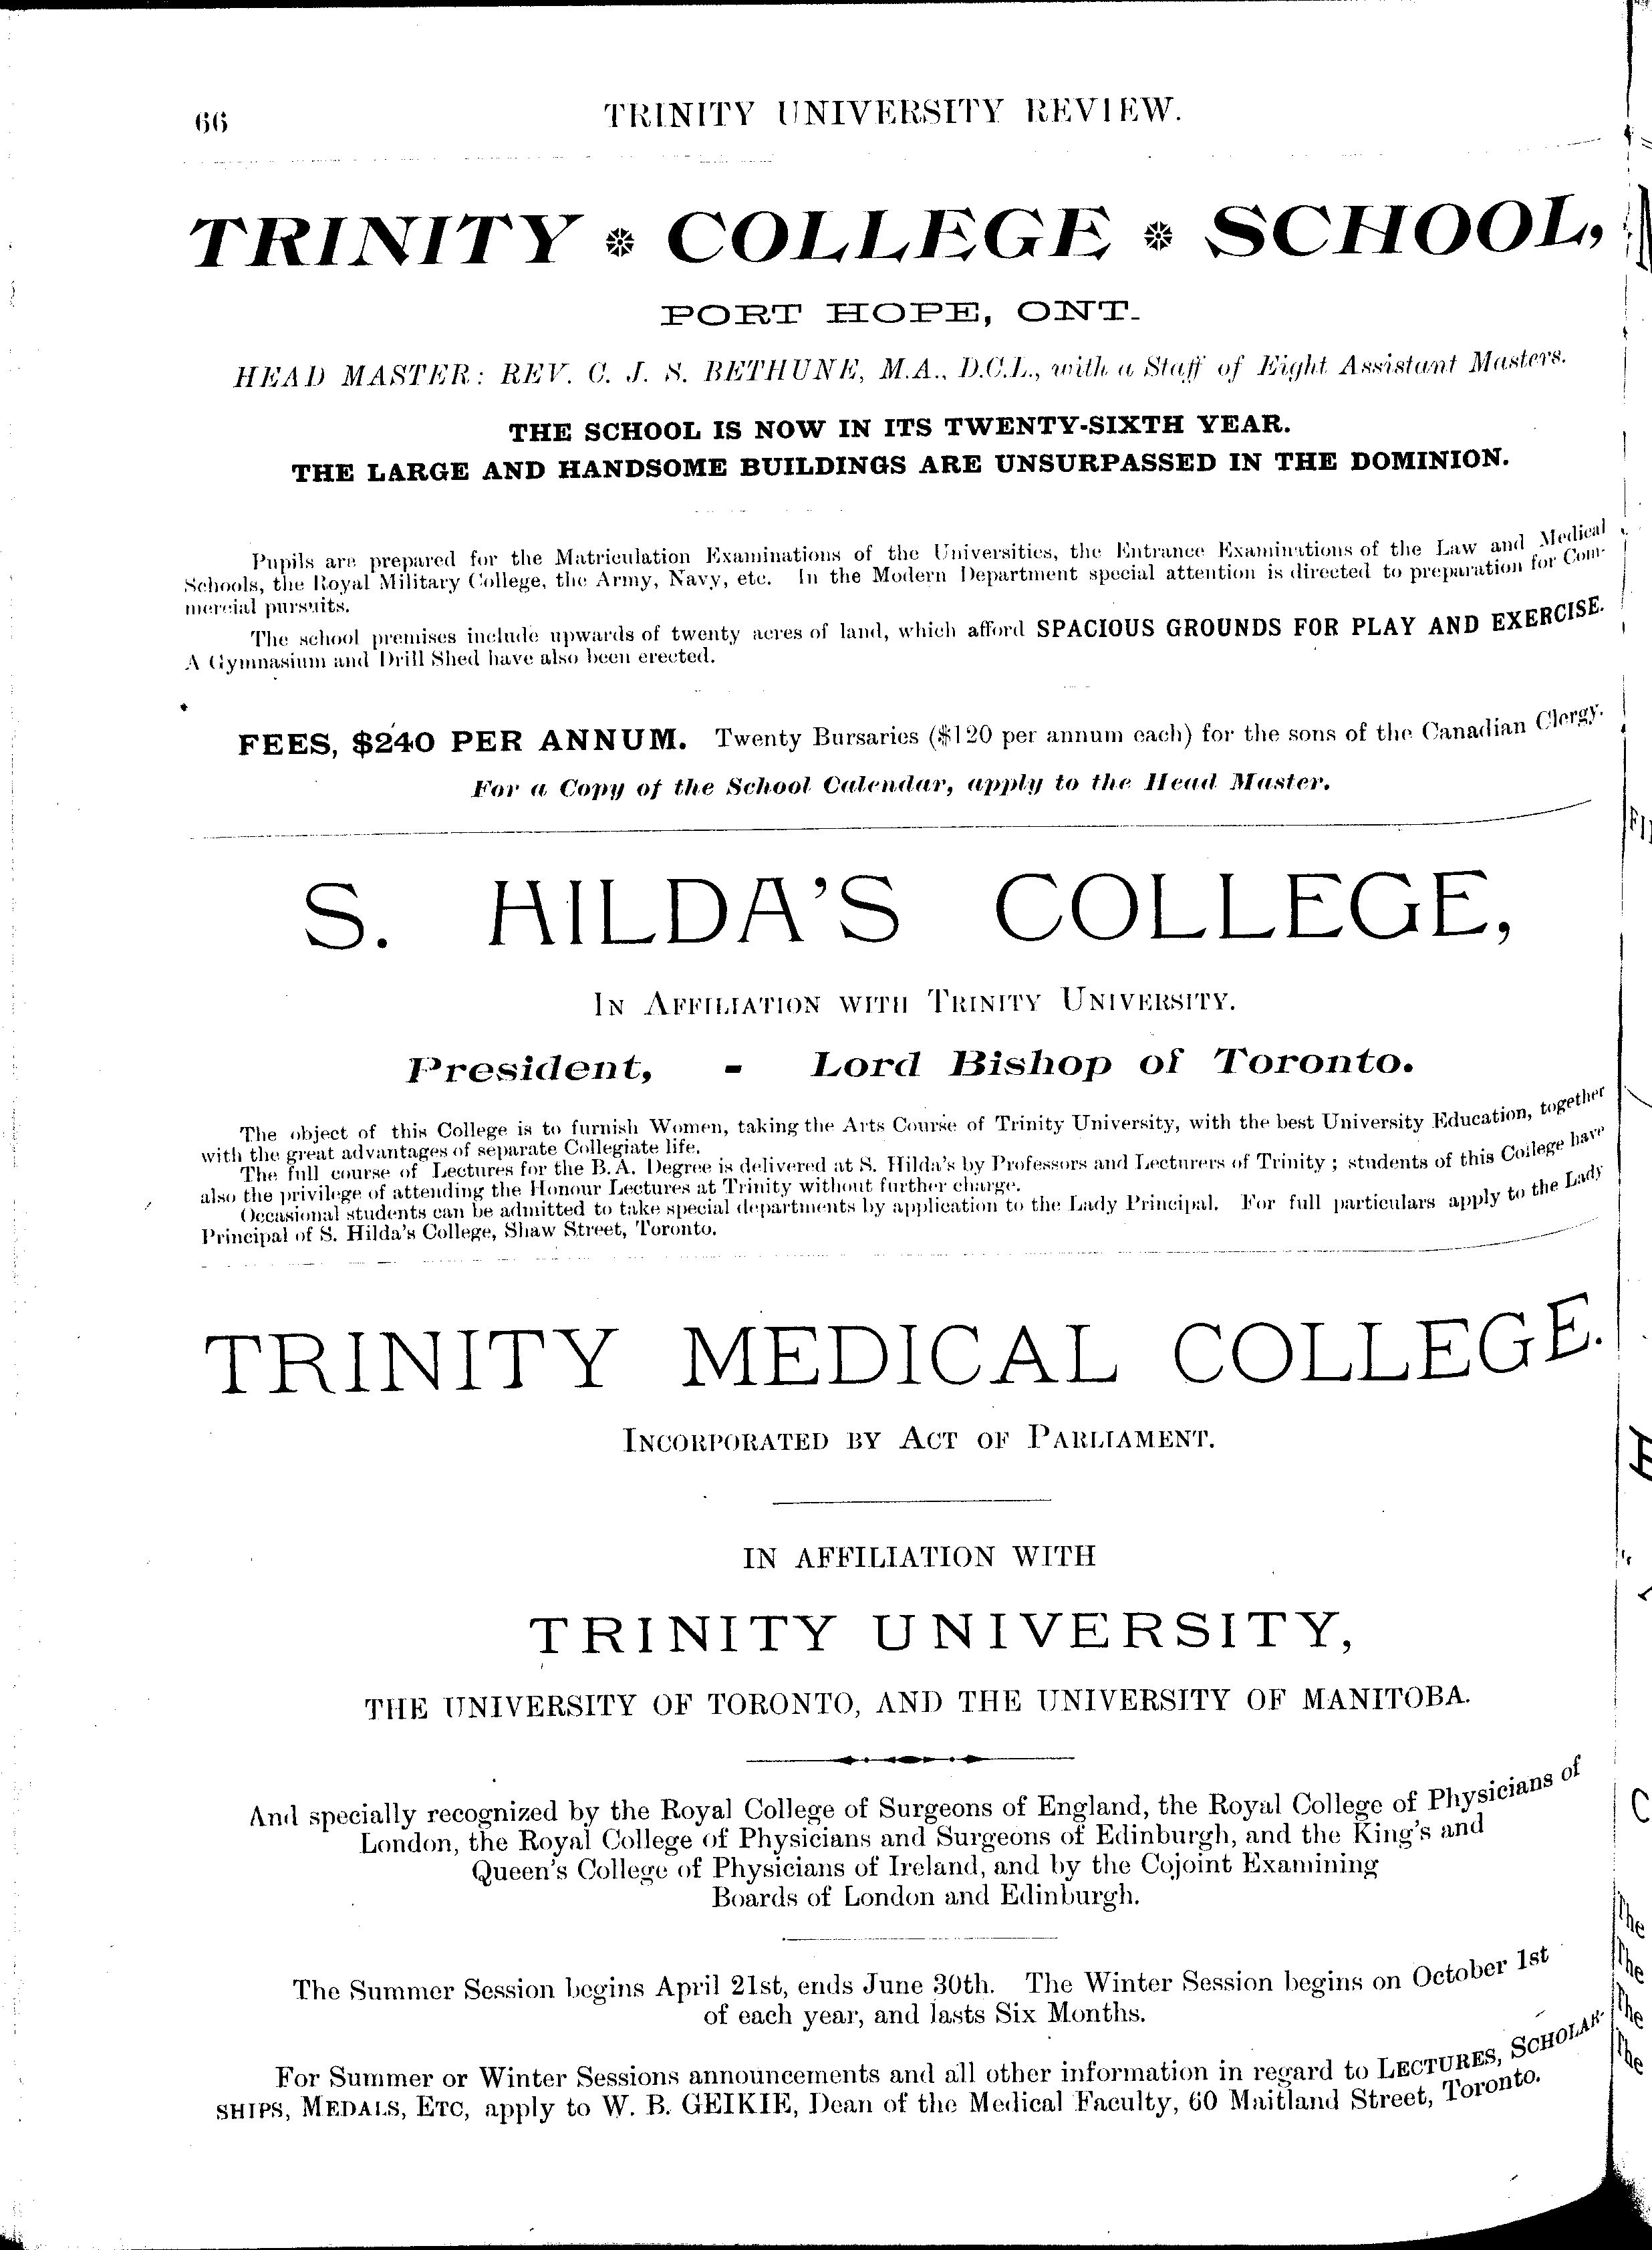 66
TRINITY UNIVERSITY REVIEW.
TRINITY ❋ COLLEGE ❋ SCHOOL,
PORT HOPE, ONT.
HEAD MASTER: REV. C. J. S. BETHUNE, M.A., D.C.L., with a Staff of Eight Assistant Masters.
THE SCHOOL IS NOW IN ITS TWENTY-SIXTH YEAR.
THE LARGE AND HANDSOME BUILDINGS ARE UNSURPASSED IN THE DOMINION.
Pupils are prepared for the Matriculation Examinations of the Universities, the Entrance Examinations of the Law and Medical
Schools, the Royal Military College, the Army, Navy, etc. In the Modern Department special attention is directed to preparation for Com-
mercial pursuits.
The school premises include upwards of twenty acres of land, which afford SPACIOUS GROUNDS FOR PLAY AND EXERCISE.
A Gymnasium and Drill Shed have also been erected.
FEES, $240 PER ANNUM. Twenty Bursaries ($120 per annum each) for the sons of the Canadian Clergy.
For a Copy of the School Calendar, apply to the Head Master.
S. HILDA'S COLLEGE,
IN AFFILIATION WITH TRINITY UNIVERSITY.
President, - Lord Bishop of Toronto.
The object of this College is to furnish Women, taking the Arts Course of Trinity University, with the best University Education, together
with the great advantages of separate Collegiate life.
The full course of Lectures for the B.A. Degree is delivered at S. Hilda's by Professors and Lecturers of Trinity; students of this College have
also the privilege of attending the Honour Lectures at Trinity without further charge.
Occasional students can be admitted to take special departments by application to the Lady Principal. For full particulars apply to the Lady
Principal of S. Hilda's College, Shaw Street, Toronto.
TRINITY MEDICAL COLLEGE.
INCORPORATED BY ACT OF PARLIAMENT.
IN AFFILIATION WITH
TRINITY UNIVERSITY,
THE UNIVERSITY OF TORONTO, AND THE UNIVERSITY OF MANITOBA.
And specially recognized by the Royal College of Surgeons of England, the Royal College of Physicians of
London, the Royal College of Physicians and Surgeons of Edinburgh, and the King's and
Queen's College of Physicians of Ireland, and by the Cojoint Examining
Boards of London and Edinburgh.
The Summer Session begins April 21st, ends June 30th. The Winter Session begins on October 1st
of each year, and lasts Six Months.
For Summer or Winter Sessions announcements and all other information in regard to LECTURES, SCHOLAR-
SHIPS, MEDALS, ETC, apply to W. B. GEIKIE, Dean of the Medical Faculty, 60 Maitland Street, Toronto.
The
The
The
The